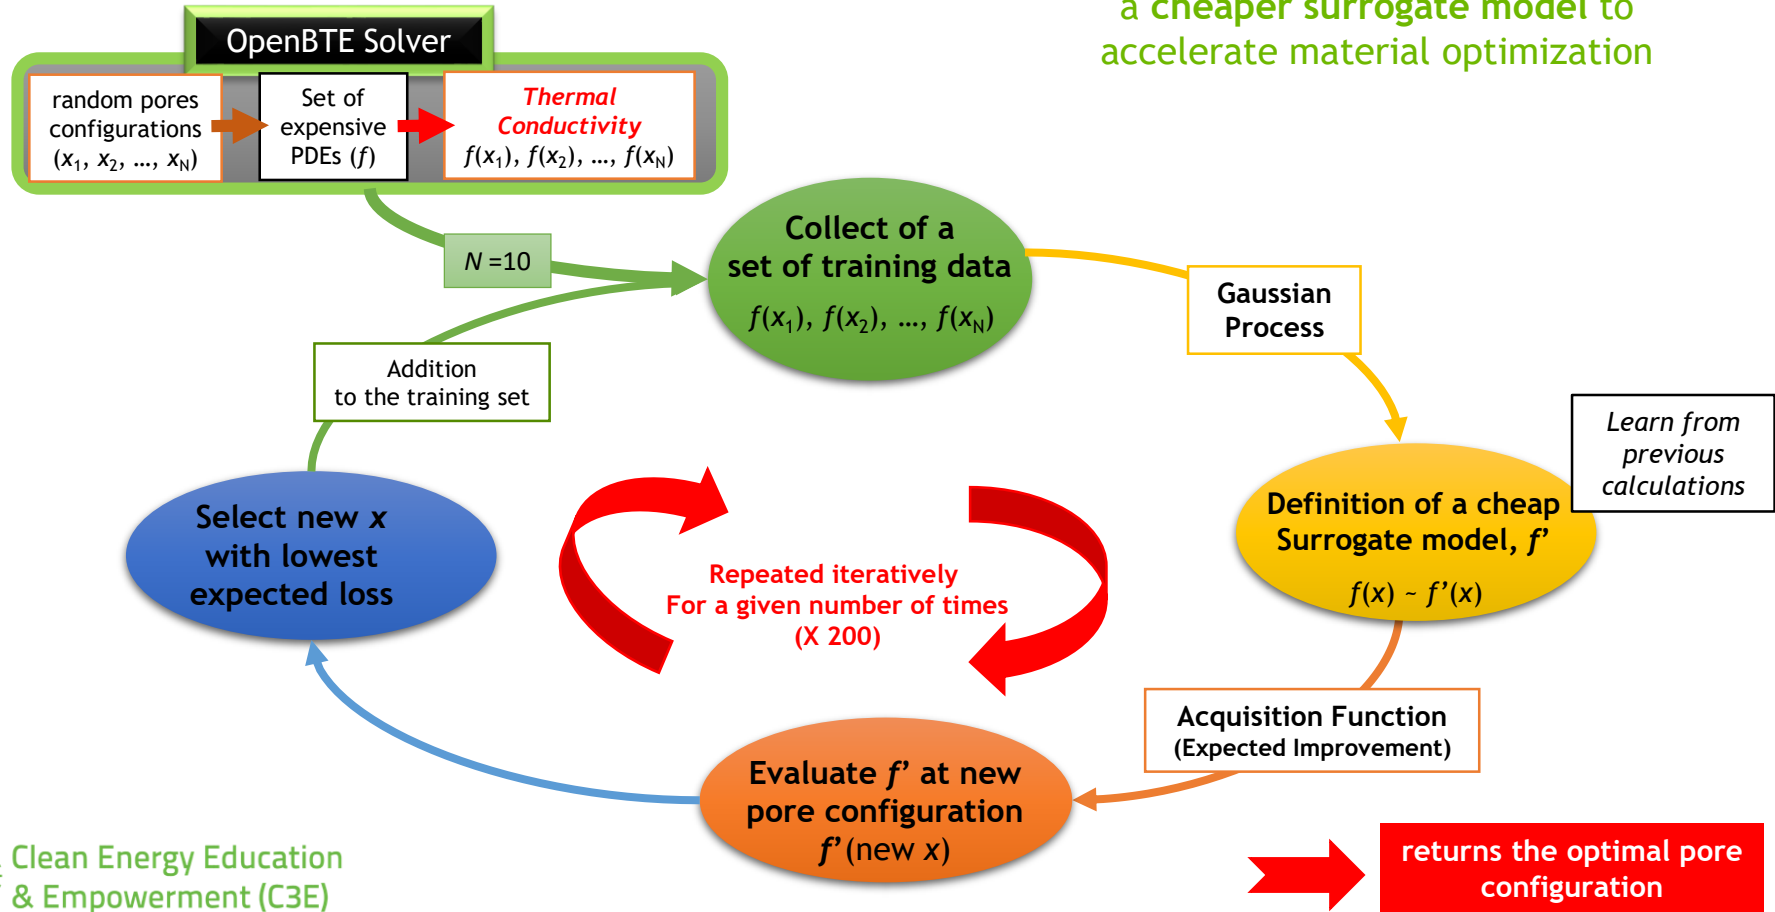 a cheaper surrogate model to
accelerate material optimization
OpenBTE Solver
random pores
configurations
(x₁, x₂, …, xN)
Set of
expensive
PDEs (f)
Thermal
Conductivity
f(x₁), f(x₂), …, f(xN)
N =10
Collect of a
set of training data
f(x₁), f(x₂), …, f(xN)
Gaussian
Process
Addition
to the training set
Learn from
previous
calculations
Definition of a cheap
Surrogate model, f’
f(x) ~ f’(x)
Select new x
with lowest
expected loss
Repeated iteratively
For a given number of times
(X 200)
Acquisition Function
(Expected Improvement)
Evaluate f’ at new
pore configuration
f’ (new x)
returns the optimal pore
configuration
Clean Energy Education
& Empowerment (C3E)